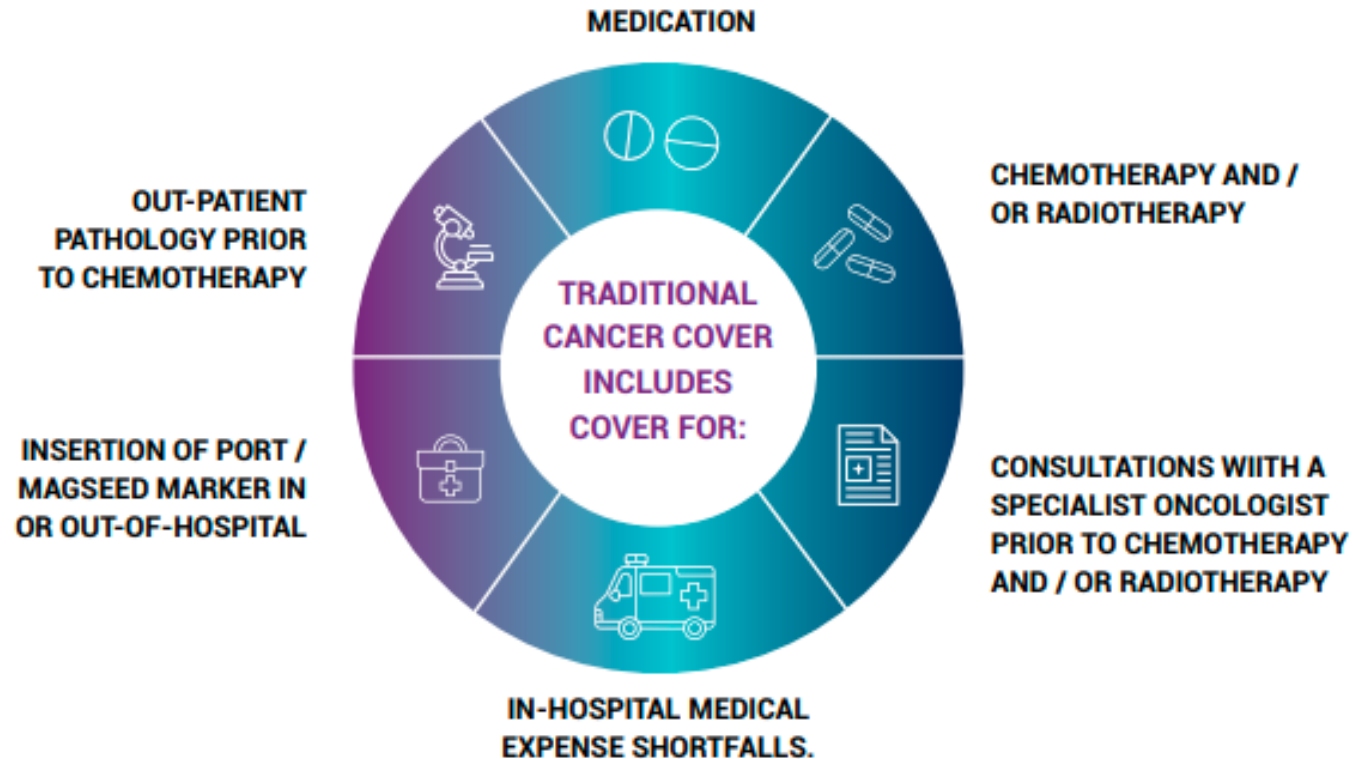 MEDICATION
CHEMOTHERAPY AND /
OR RADIOTHERAPY
OUT-PATIENT
PATHOLOGY PRIOR
TO CHEMOTHERAPY
TRADITIONAL
CANCER COVER
INCLUDES
COVER FOR:
INSERTION OF PORT /
MAGSEED MARKER IN
OR OUT-OF-HOSPITAL
CONSULTATIONS WIITH A
SPECIALIST ONCOLOGIST
PRIOR TO CHEMOTHERAPY
AND / OR RADIOTHERAPY
IN-HOSPITAL MEDICAL
EXPENSE SHORTFALLS.